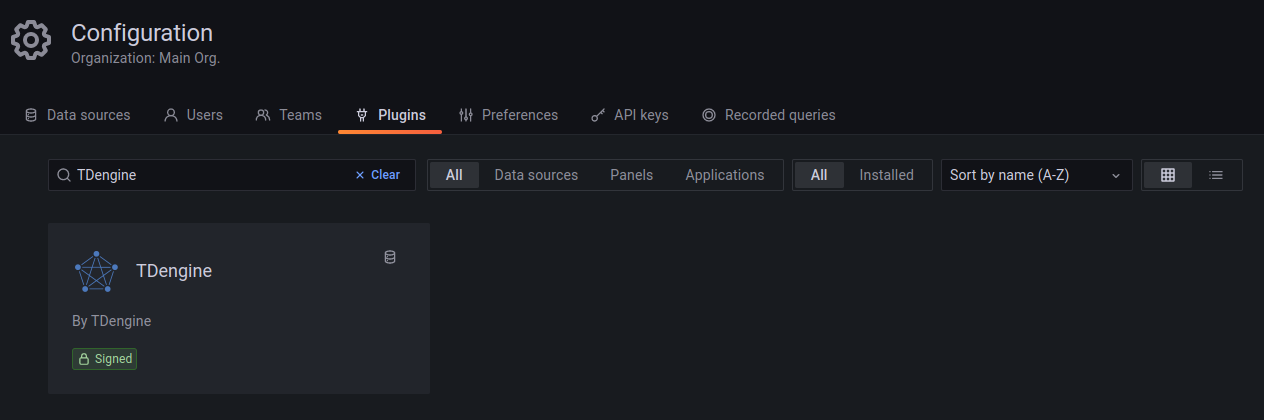 Configuration
Organization: Main Org.
Data sources Users Teams Plugins Preferences API keys Recorded queries
TDengine Clear All Data sources Panels Applications All Installed Sort by name (A-Z)
TDengine
By TDengine
Signed